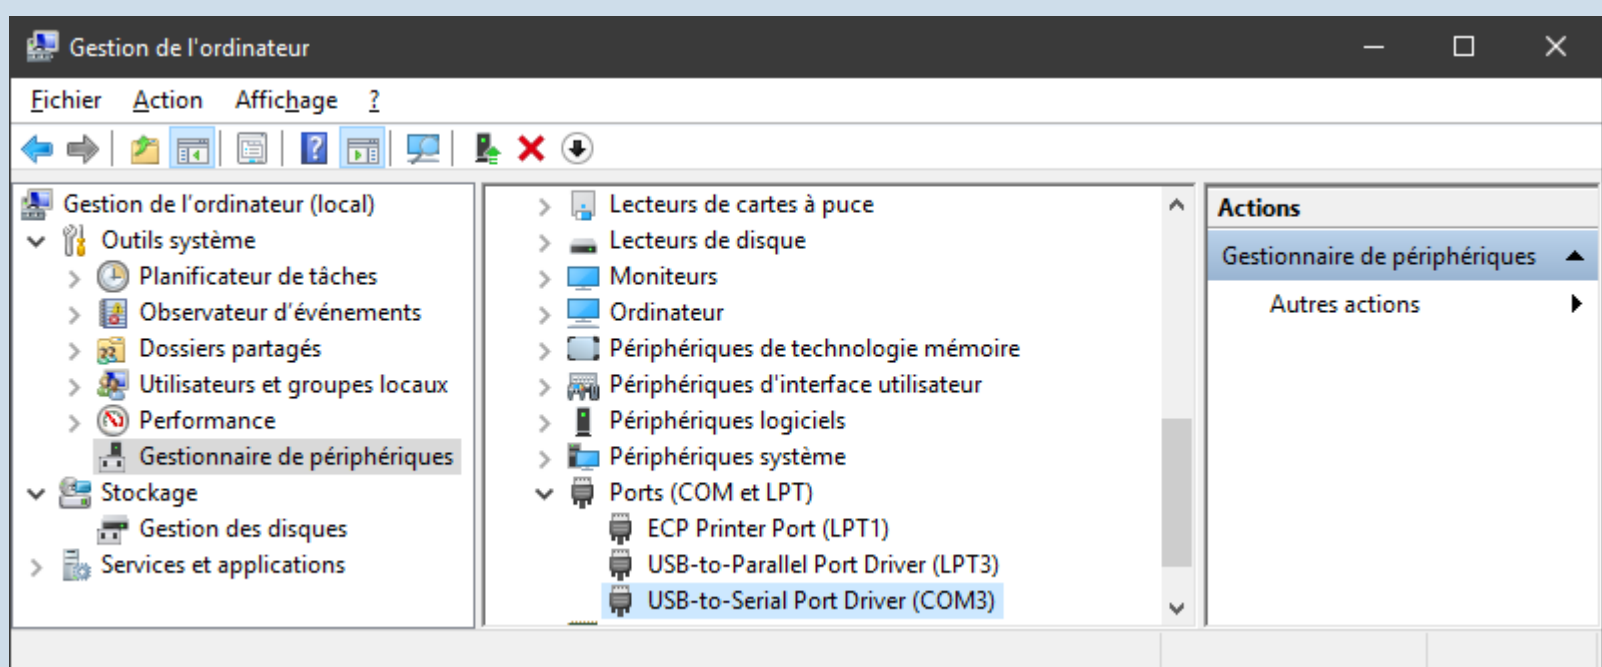 Gestion de l'ordinateur
Fichier Action Affichage ?
Gestion de l'ordinateur (local)
Outils système
Planificateur de tâches
Observateur d'événements
Dossiers partagés
Utilisateurs et groupes locaux
Performance
Gestionnaire de périphériques
Stockage
Gestion des disques
Services et applications
Lecteurs de cartes à puce
Lecteurs de disque
Moniteurs
Ordinateur
Périphériques de technologie mémoire
Périphériques d'interface utilisateur
Périphériques logiciels
Périphériques système
Ports (COM et LPT)
ECP Printer Port (LPT1)
USB-to-Parallel Port Driver (LPT3)
USB-to-Serial Port Driver (COM3)
Actions
Gestionnaire de périphériques
Autres actions